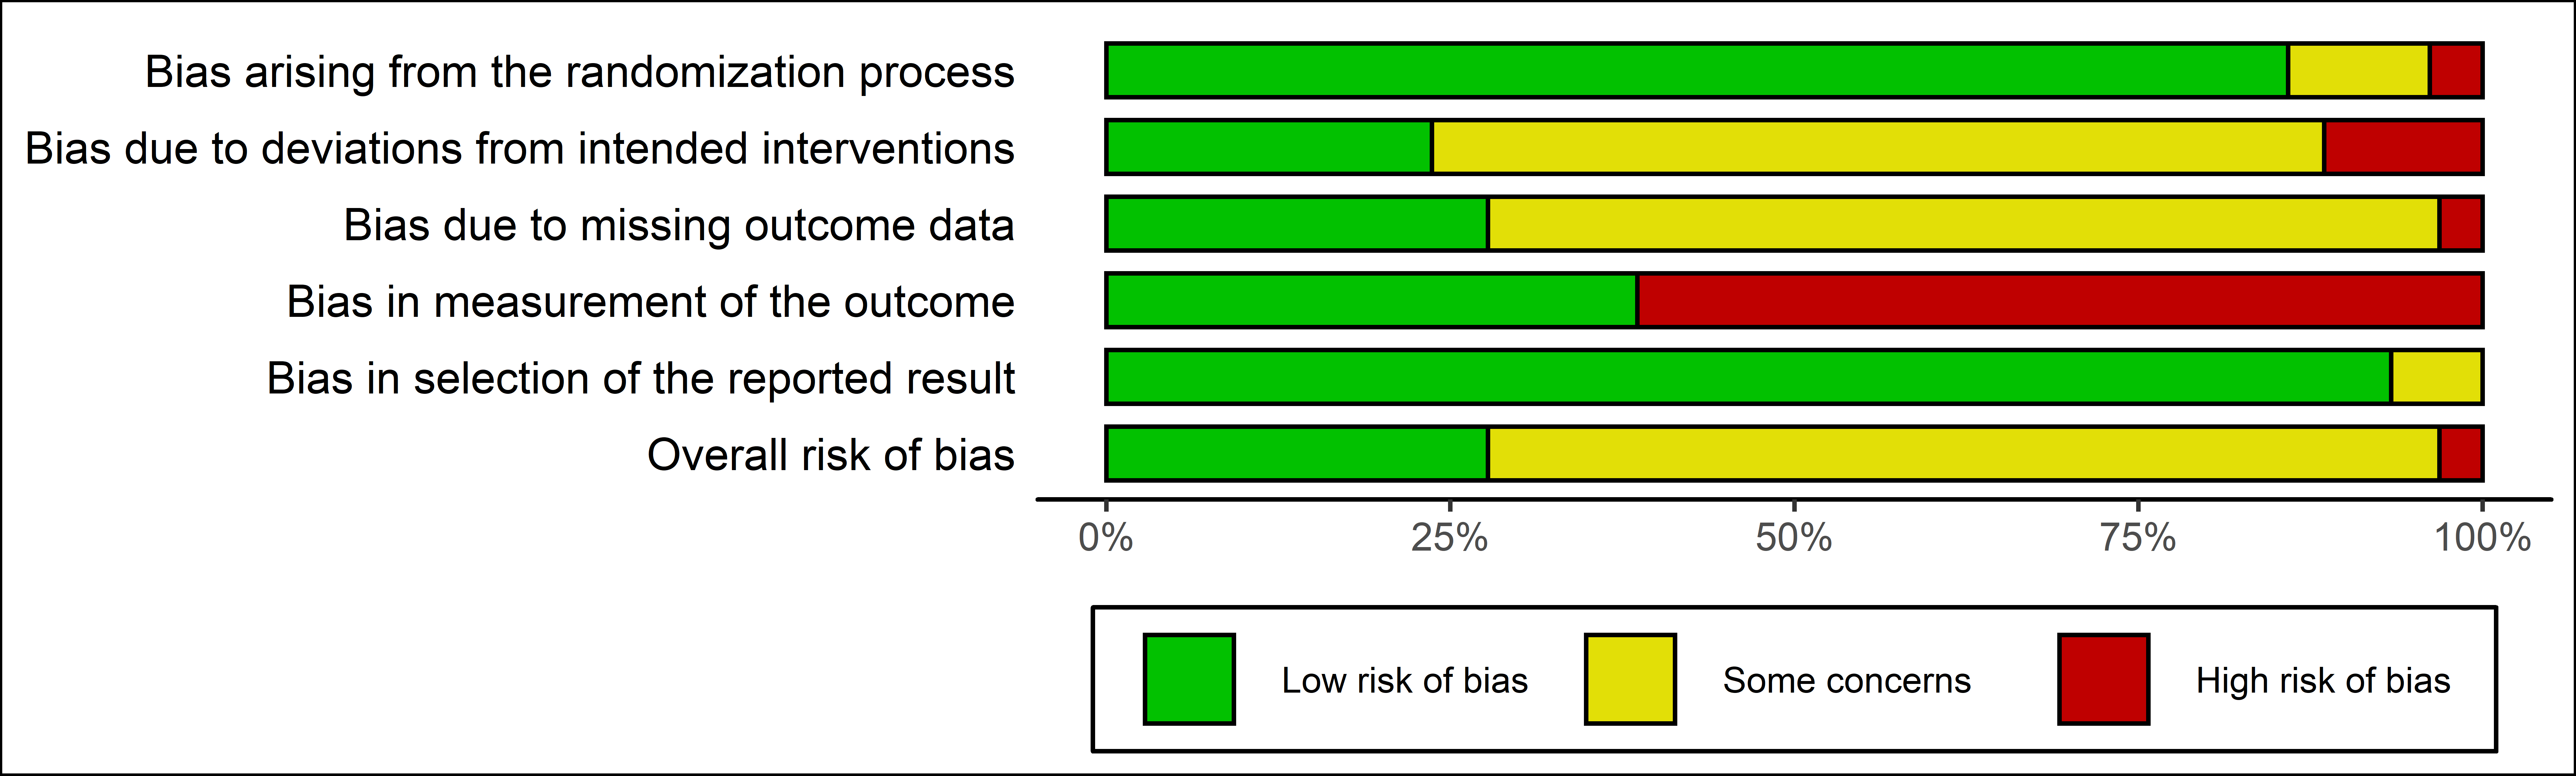 Bias arising from the randomization process
Bias due to deviations from intended interventions
Bias due to missing outcome data
Bias in measurement of the outcome
Bias in selection of the reported result
Overall risk of bias
0% 25% 50% 75% 100%
Low risk of bias Some concerns High risk of bias